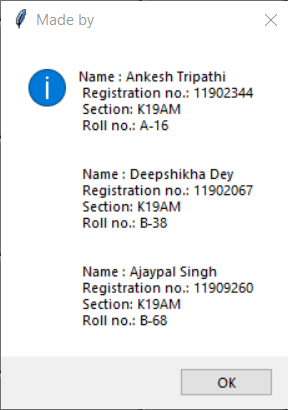 Made by
Name : Ankesh Tripathi
Registration no.: 11902344
Section: K19AM
Roll no.: A-16
Name : Deepshikha Dey
Registration no.: 11902067
Section: K19AM
Roll no.: B-38
Name : Ajaypal Singh
Registration no.: 11909260
Section: K19AM
Roll no.: B-68
OK